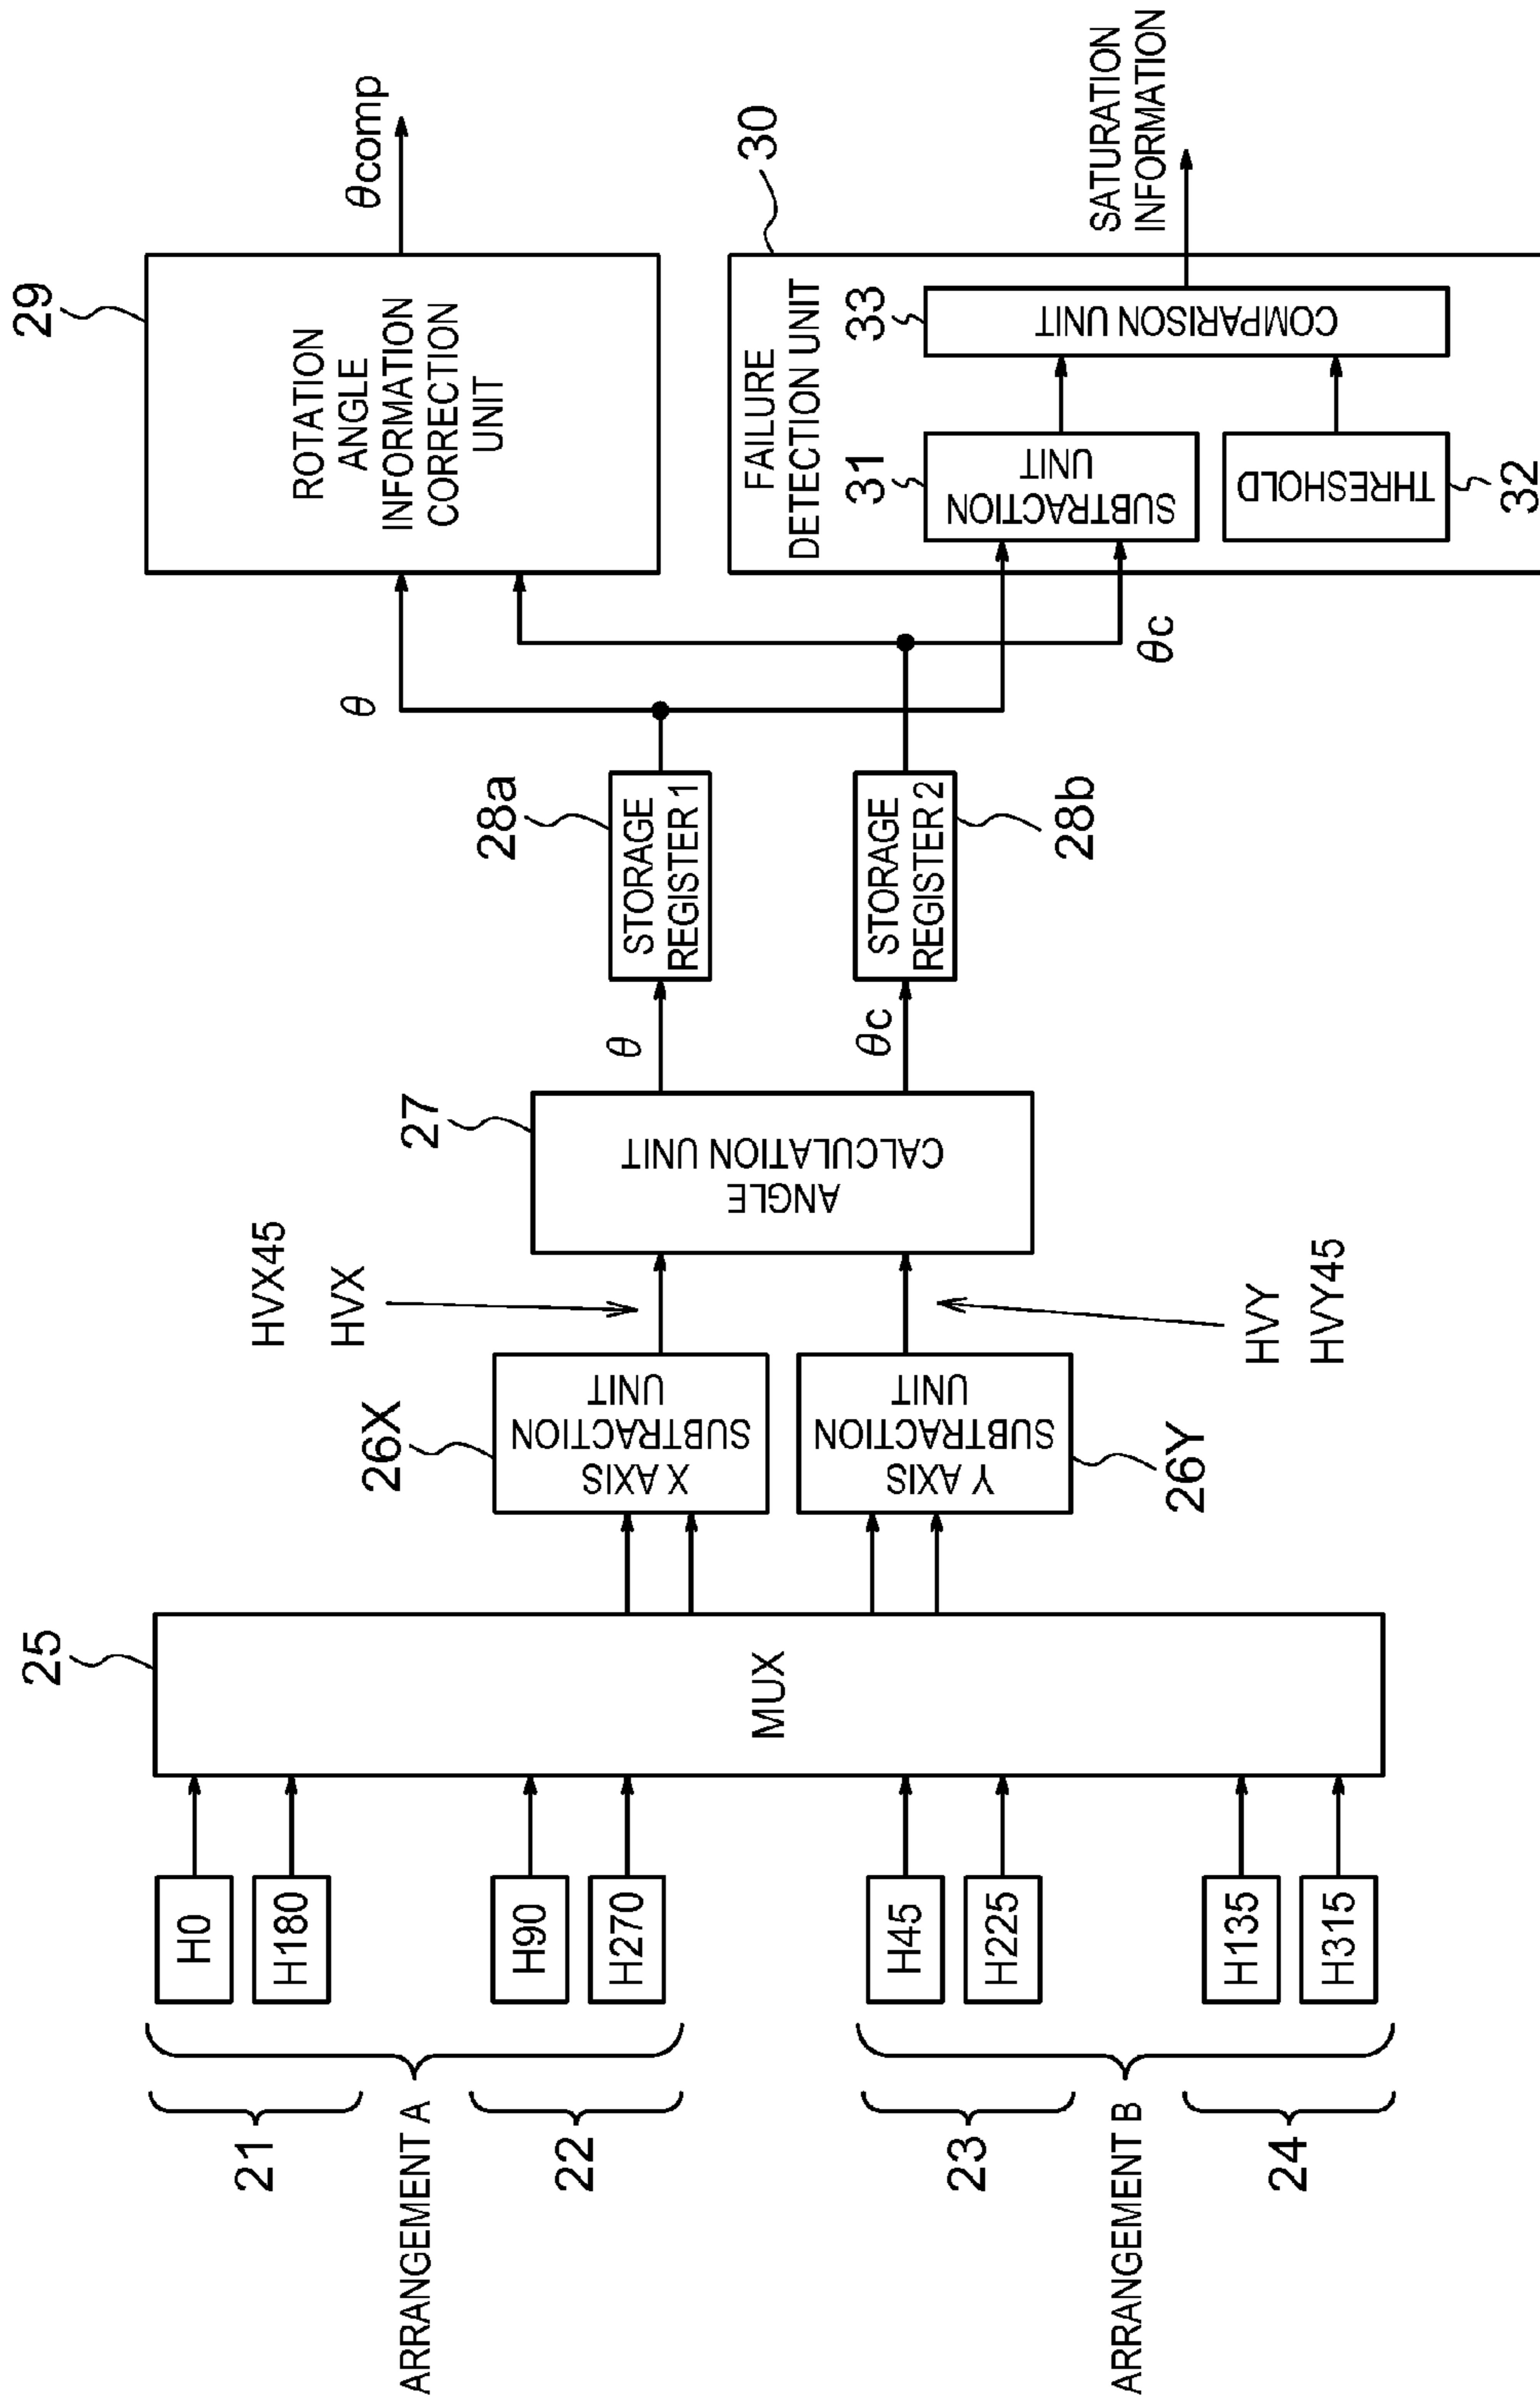 21
ARRANGEMENT A
22
23
ARRANGEMENT B
24
H0
H180
H90
H270
H45
H225
H135
H315
25
MUX
26X
X AXIS
SUBTRACTION
UNIT
Y AXIS
SUBTRACTION
UNIT
26Y
HVX45
HVX
HVY
HVY45
27
ANGLE
CALCULATION UNIT
θ
θc
28a
STORAGE
REGISTER 1
STORAGE
REGISTER 2
28b
θ
θc
29
ROTATION
ANGLE
INFORMATION
CORRECTION
UNIT
θcomp
30
FAILURE
DETECTION UNIT
31
SUBTRACTION
UNIT
THRESHOLD
32
33
COMPARISON UNIT
SATURATION
INFORMATION